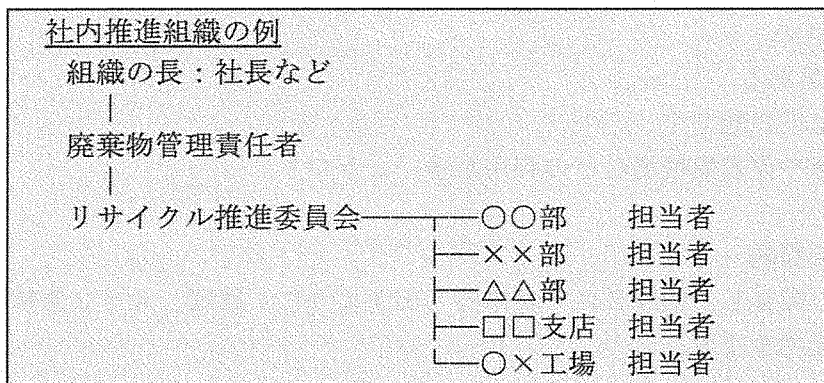 社内推進組織の例
組織の長：社長など
廃棄物管理責任者
リサイクル推進委員会 ○○部 担当者
××部 担当者
△△部 担当者
□□支店 担当者
○×工場 担当者